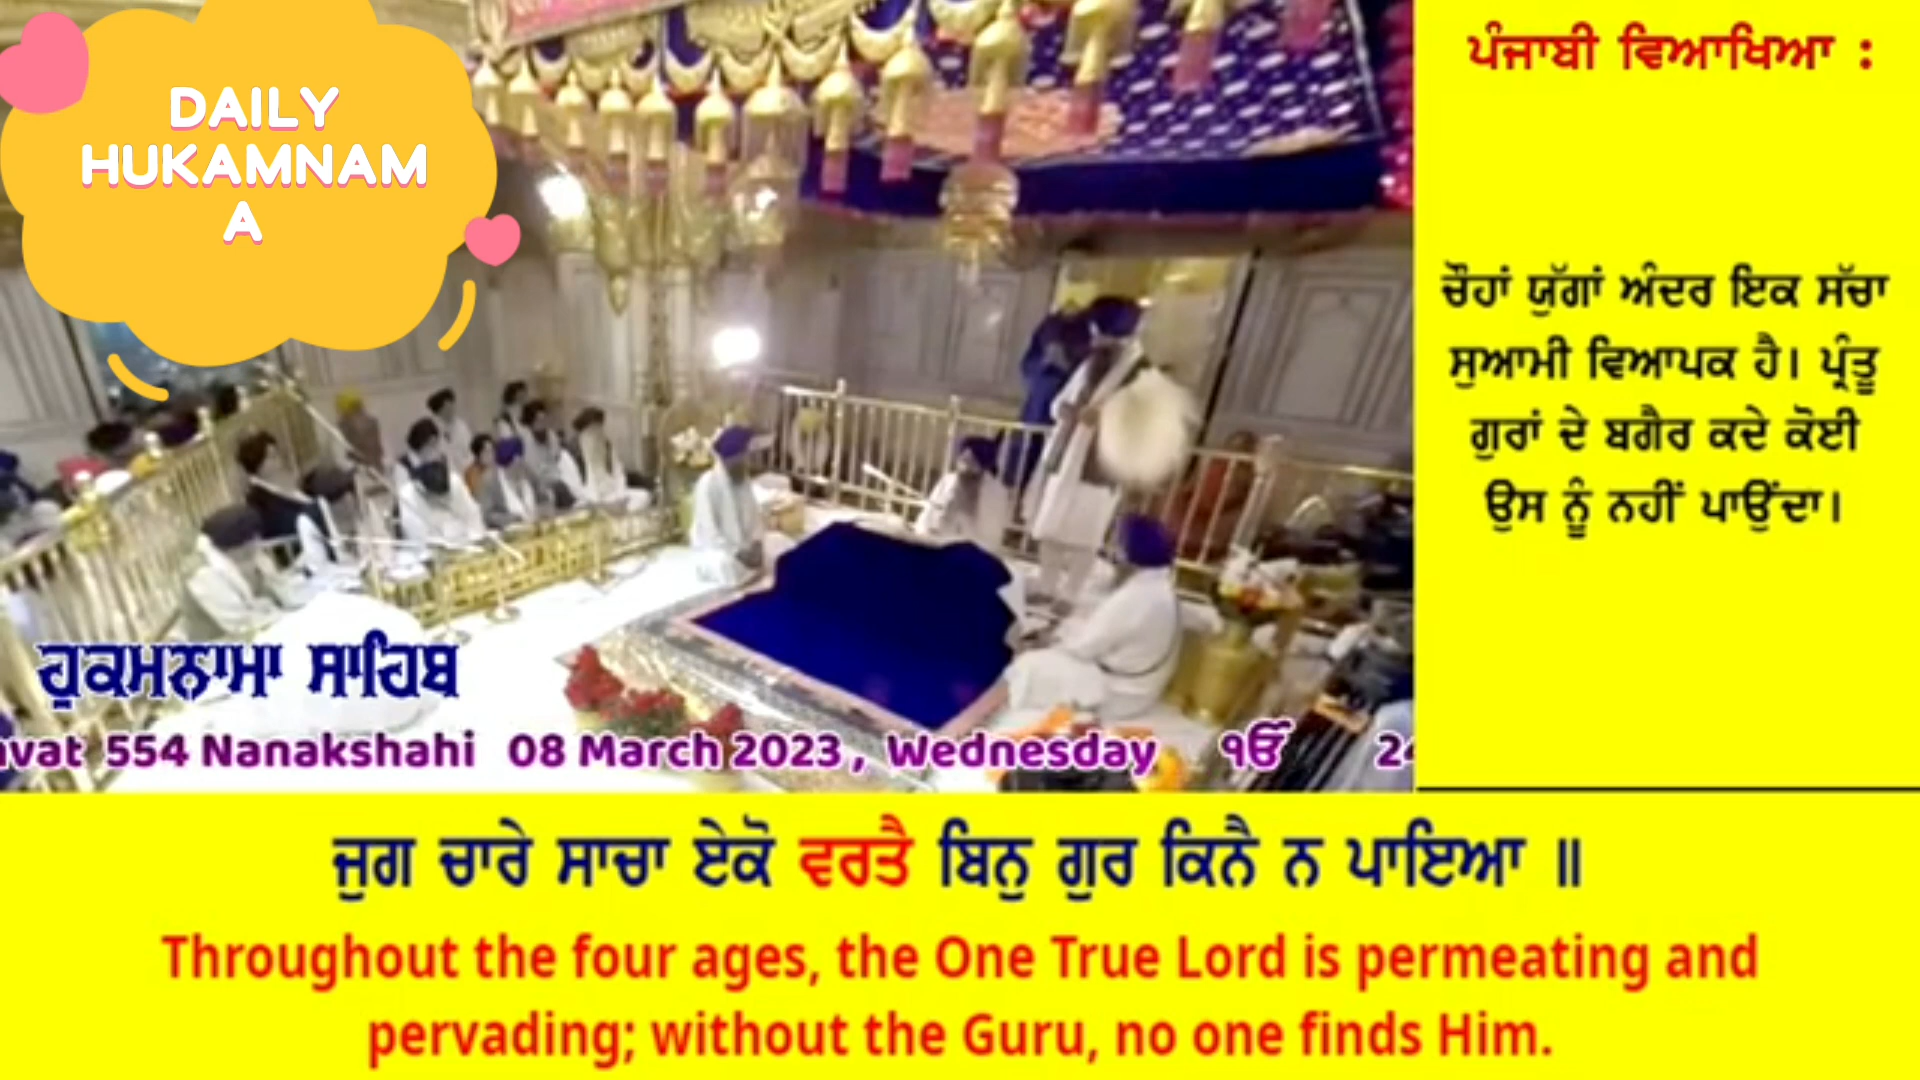 DAILY
HUKAMNAM
A
ਪੰਜਾਬੀ ਵਿਆਖਿਆ :
ਚੌਹਾਂ ਯੁੱਗਾਂ ਅੰਦਰ ਇਕ ਸੱਚਾ
ਸੁਆਮੀ ਵਿਆਪਕ ਹੈ। ਪ੍ਰੰਤੂ
ਗੁਰਾਂ ਦੇ ਬਗੈਰ ਕਦੇ ਕੋਈ
ਉਸ ਨੂੰ ਨਹੀਂ ਪਾਉਂਦਾ।
ਹੁਕਮਨਾਮਾ ਸਾਹਿਬ
554 Nanakshahi 08 March 2023 , Wednesday ੴ
ਜੁਗ ਚਾਰੇ ਸਾਚਾ ਏਕੋ ਵਰਤੈ ਬਿਨੁ ਗੁਰ ਕਿਨੈ ਨ ਪਾਇਆ ॥
Throughout the four ages, the One True Lord is permeating and
pervading; without the Guru, no one finds Him.